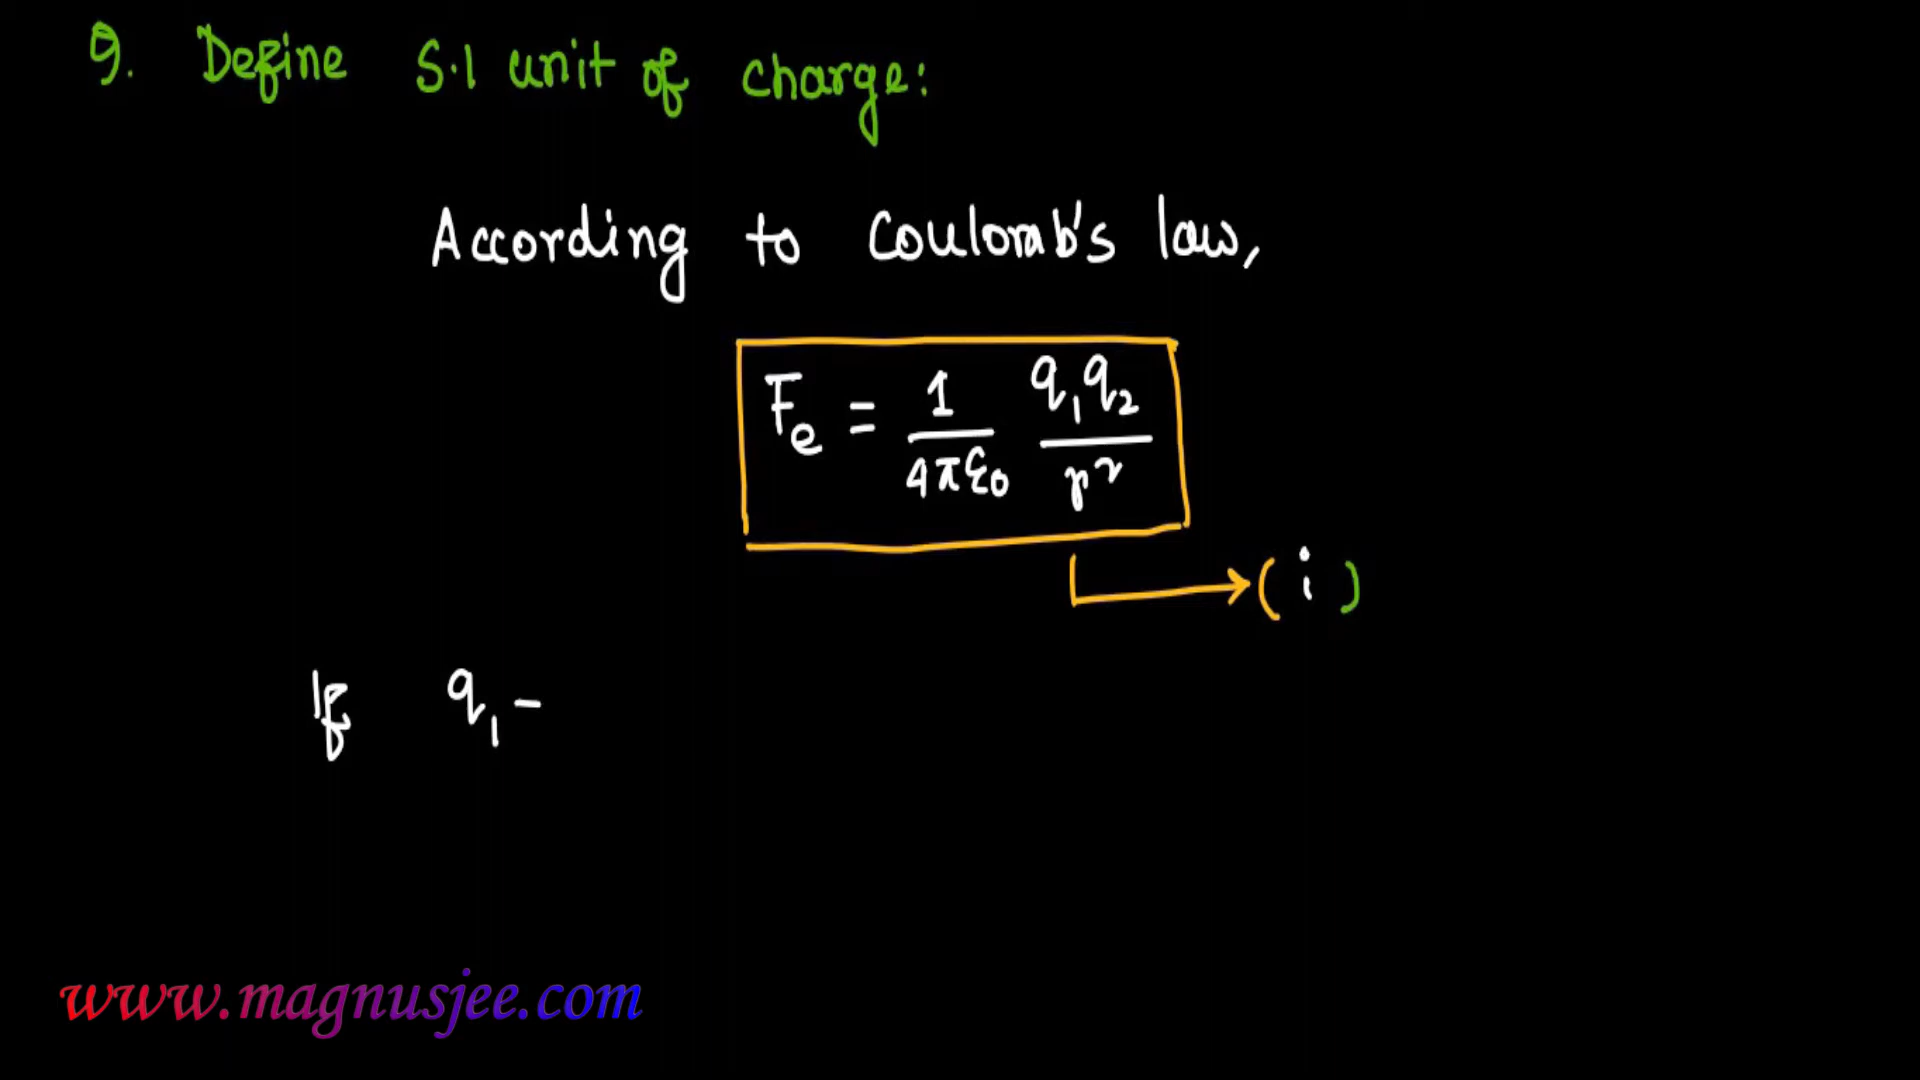 9. Define S.I unit of charge:
According to Coulomb's law,
Fe = 1/4πε0 q1q2/r²
(i)
If q1 -
www.magnusjee.com